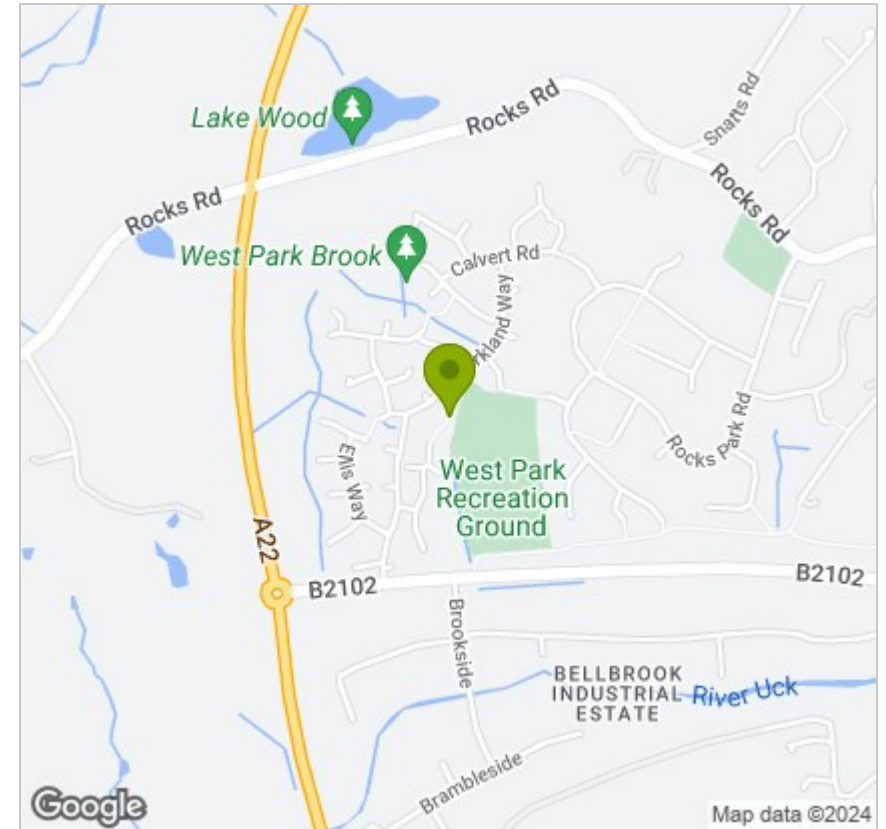 Lake Wood
Rocks Rd
Snatts Rd
Rocks Rd
Rocks Rd
West Park Brook
Calvert Rd
rkland Way
Ellis Way
Rocks Park Rd
West Park
Recreation
Ground
A22
B2102
B2102
Brookside
BELLBROOK
INDUSTRIAL
ESTATE
River Uck
Brambleside
Google
Map data ©2024